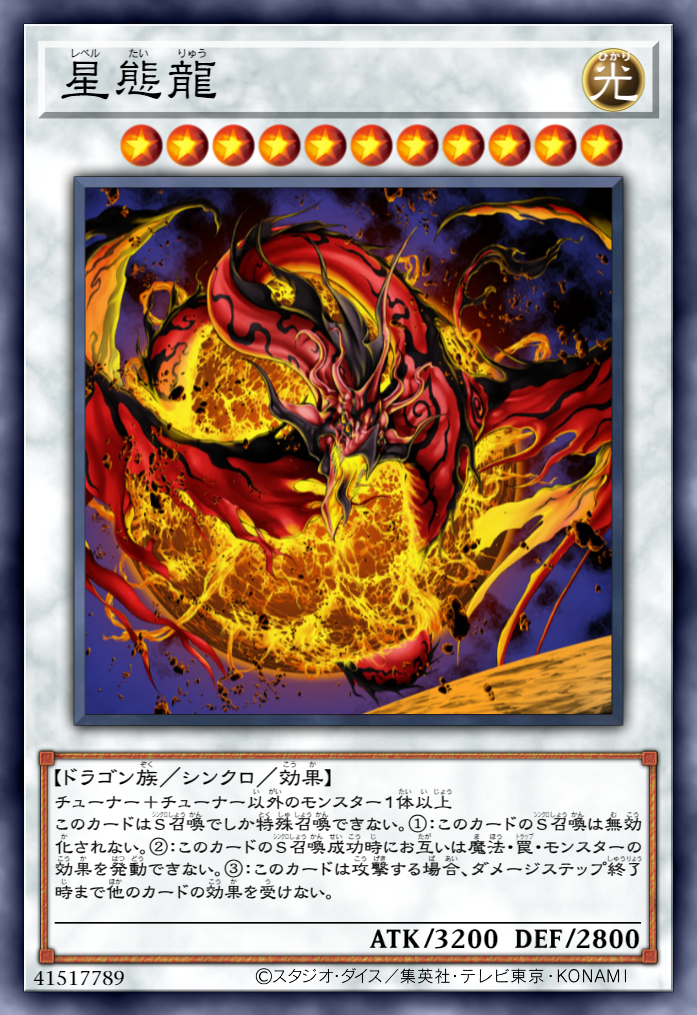 星態龍
光
【ドラゴン族／シンクロ／効果】
チューナー＋チューナー以外のモンスター１体以上
このカードはＳ召喚でしか特殊召喚できない。①：このカードのＳ召喚は無効
化されない。②：このカードのＳ召喚成功時にお互いは魔法・罠・モンスターの
効果を発動できない。③：このカードは攻撃する場合、ダメージステップ終了
時まで他のカードの効果を受けない。
ATK/3200 DEF/2800
41517789 ©スタジオ・ダイス／集英社・テレビ東京・KONAMI